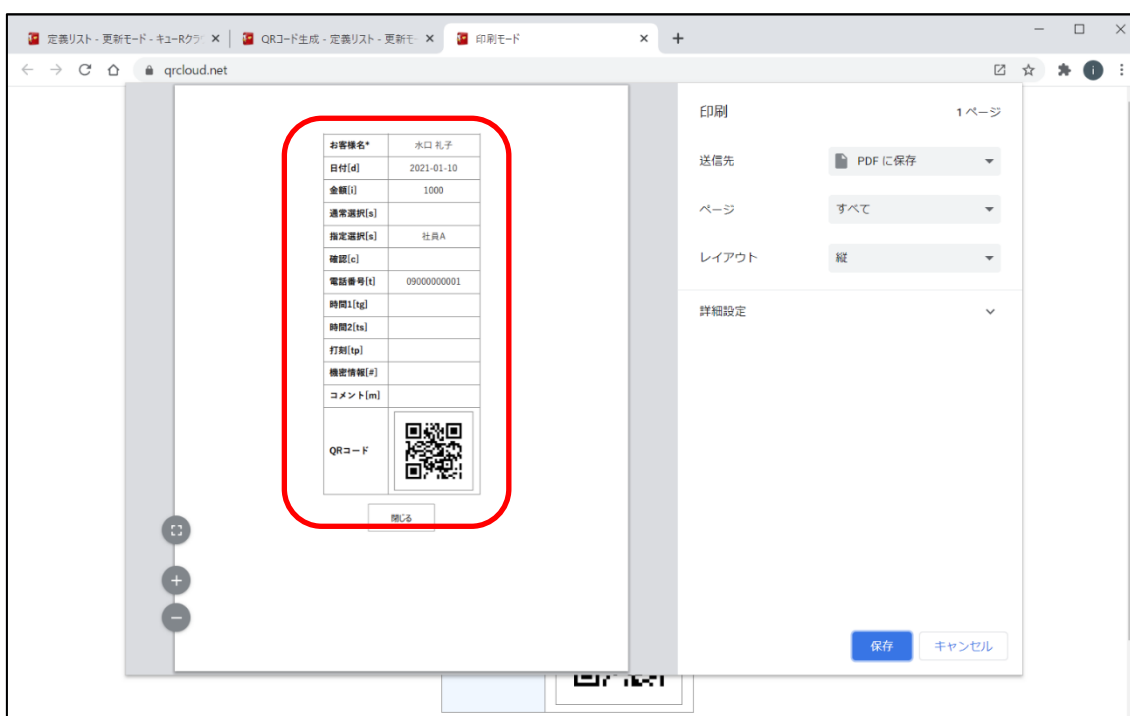 定義リスト - 更新モード - キューRクラ
QRコード生成 - 定義リスト - 更新モー
印刷モード
qrcloud.net
印刷 1 ページ
送信先 PDF に保存
ページ すべて
レイアウト 縦
詳細設定
お客様名* 水口 礼子
日付[d] 2021-01-10
金額[i] 1000
通常選択[s]
指定選択[s] 社員A
確認[c]
電話番号[t] 09000000001
時間1[tg]
時間2[ts]
打刻[tp]
機密情報[#]
コメント[m]
QRコード
閉じる
保存 キャンセル